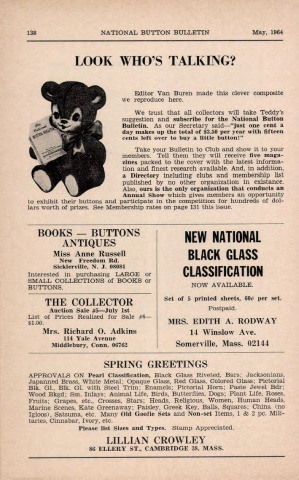 138 NATIONAL BUTTON BULLETIN May, 1964
LOOK WHO'S TALKING?
Editor Van Buren made this clever composite
we reproduce here.
We trust that all collectors will take Teddy's
suggestion and subscribe for the National Button
Bulletin. As our Secretary said—"just one cent a
day makes up the total of $3.50 per year with fifteen
cents left over to buy a little button!"
Take your Bulletin to Club and show it to your
members. Tell them they will receive five maga-
zines packed to the cover with the latest informa-
tion and finest research available. And, in addition,
a Directory including clubs and membership list
published by no other organization in existance.
Also, ours is the only organization that conducts an
Annual Show which gives members an opportunity
to exhibit their buttons and participate in the competition for hundreds of dol-
lars worth of prizes. See Membership rates on page 131 this issue.
BOOKS — BUTTONS
ANTIQUES
Miss Anne Russell
New Freedom Rd.
Sicklerville, N. J. 08081
Interested in purchasing LARGE or
SMALL COLLECTIONS of BOOKS or
BUTTONS.
THE COLLECTOR
Auction Sale #5—July 1st
List of Prices Realized for Sale #4—
$1.00.
Mrs. Richard O. Adkins
114 Yale Avenue
Middlebury, Conn. 06762
NEW NATIONAL
BLACK GLASS
CLASSIFICATION
NOW AVAILABLE.
Set of 5 printed sheets, 60c per set.
Postpaid.
MRS. EDITH A. RODWAY
14 Winslow Ave.
Somerville, Mass. 02144
SPRING GREETINGS
APPROVALS ON Pearl Classification, Black Glass Riveted, Bars; Jacksonians,
Japanned Brass, White Metal; Opaque Glass, Red Glass, Colored Glass; Pictorial
Blk. Gl., Blk. Gl. with Steel Trim; Enamels; Pictorial Horn; Paste Jewel Bdr;
Wood Bkgd; Sm. Inlays; Animal Life, Birds, Butterflies, Dogs; Plant Life, Roses,
Fruits; Grapes, etc., Crosses, Stars; Heads, Religious, Women, Human Heads,
Marine Scenes, Kate Greenaway; Paisley, Greek Key, Balls, Squares; China (no
Igloos), Satsuma, etc. Many Old Gaelic Sets and Non-set Items, 1 & 2 pc. Mili-
taries, Cinnabar, Ivory, etc.
Please list Sizes and Types. Stamp Appreciated.
LILLIAN CROWLEY
86 ELLERY ST., CAMBRIDGE 38, MASS.